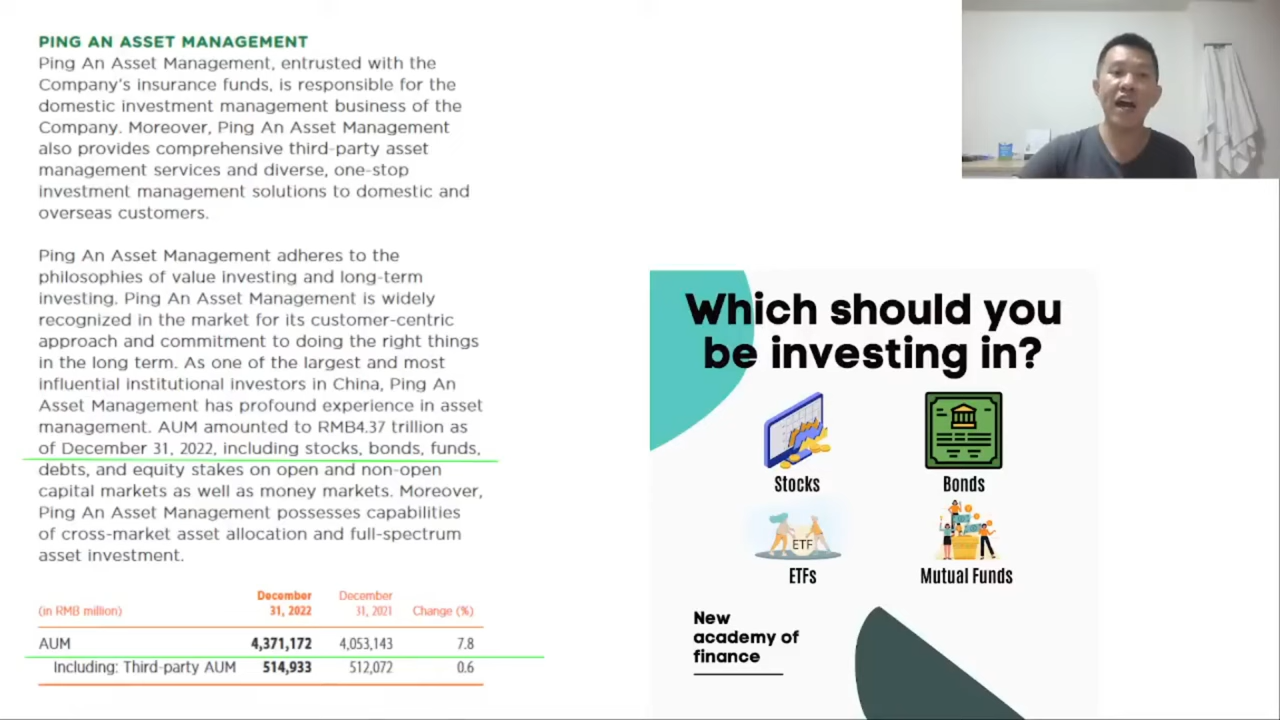 PING AN ASSET MANAGEMENT
Ping An Asset Management, entrusted with the
Company's insurance funds, is responsible for the
domestic investment management business of the
Company. Moreover, Ping An Asset Management
also provides comprehensive third-party asset
management services and diverse, one-stop
investment management solutions to domestic and
overseas customers.
Ping An Asset Management adheres to the
philosophies of value investing and long-term
investing. Ping An Asset Management is widely
recognized in the market for its customer-centric
approach and commitment to doing the right things
in the long term. As one of the largest and most
influential institutional investors in China, Ping An
Asset Management has profound experience in asset
management. AUM amounted to RMB4.37 trillion as
of December 31, 2022, including stocks, bonds, funds,
debts, and equity stakes on open and non-open
capital markets as well as money markets. Moreover,
Ping An Asset Management possesses capabilities
of cross-market asset allocation and full-spectrum
asset investment.
December December
(in RMB million) 31, 2022 31, 2021 Change (%)
AUM 4,371,172 4,053,143 7.8
Including: Third-party AUM 514,933 512,072 0.6
Which should you
be investing in?
Stocks Bonds
ETF
ETFs Mutual Funds
New
academy of
finance